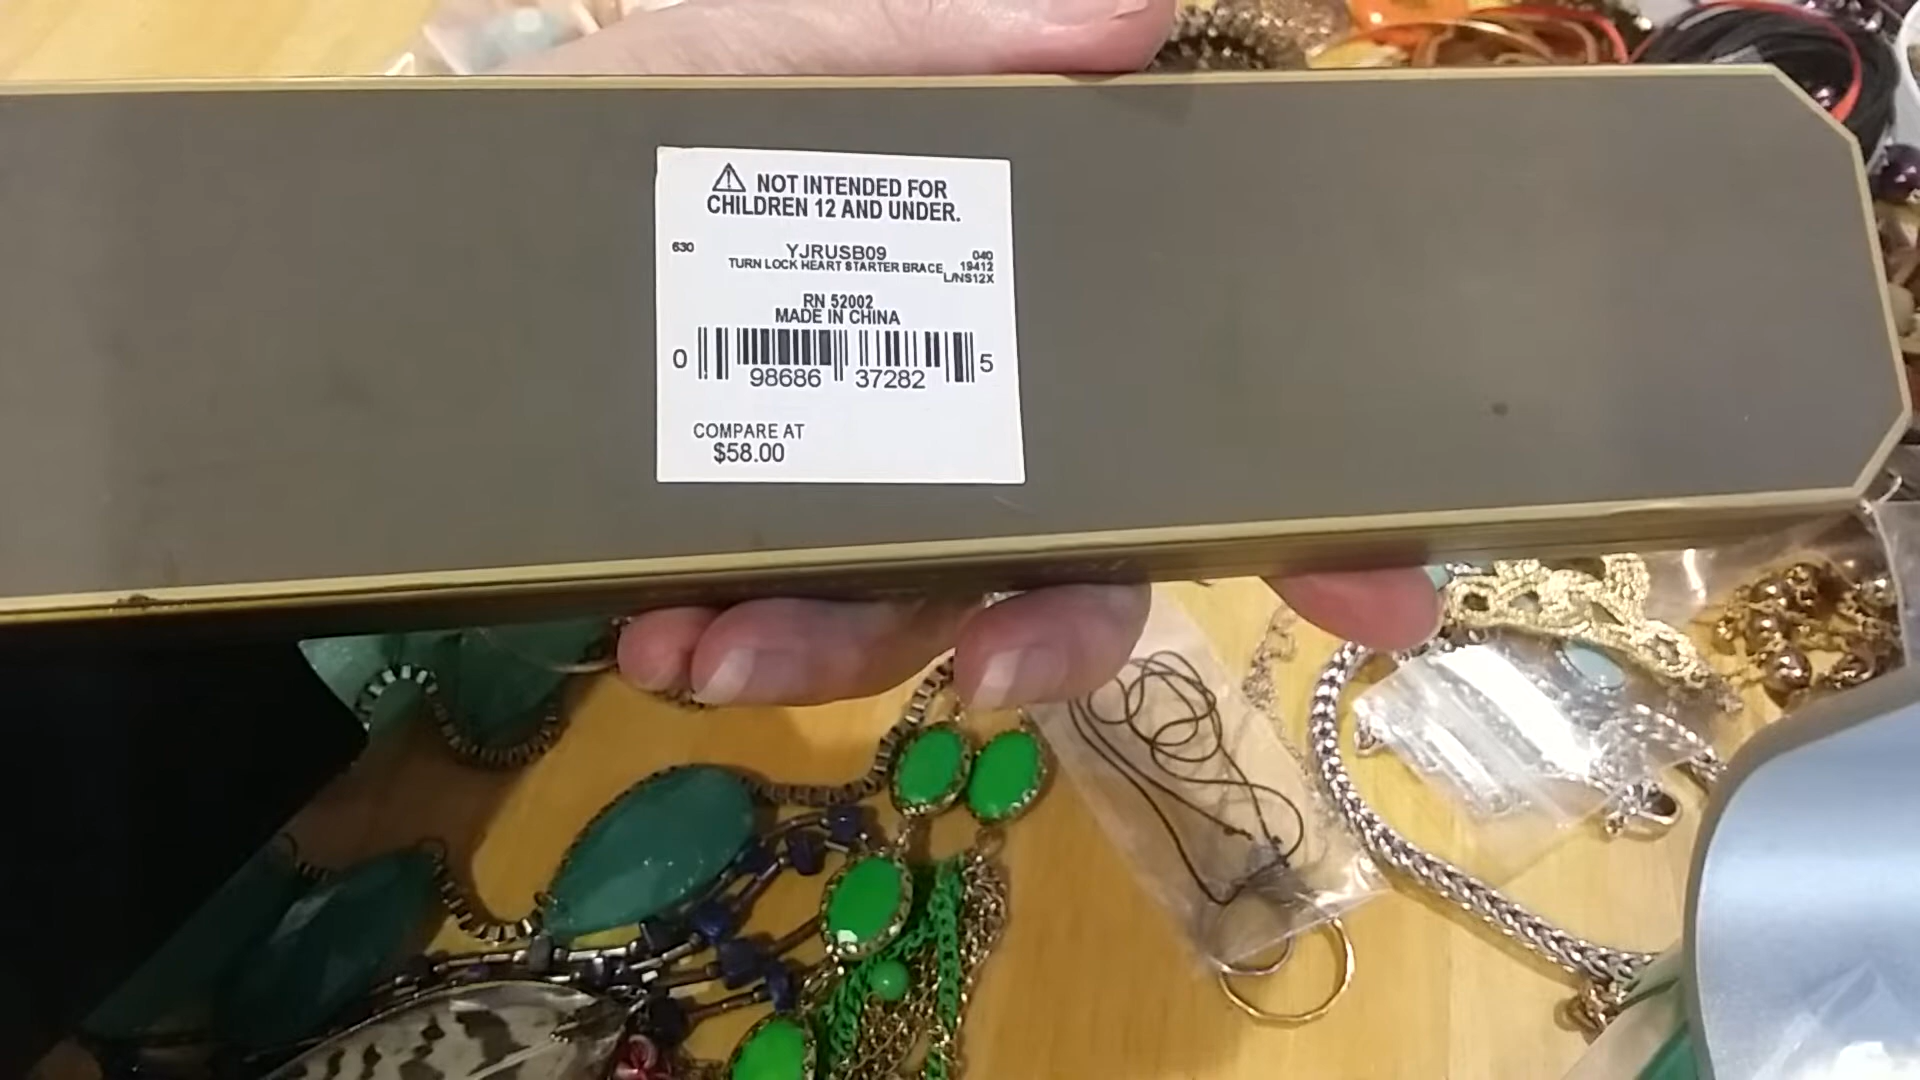 NOT INTENDED FOR
CHILDREN 12 AND UNDER.
630 YJRUSB09 040
TURN LOCK HEART STARTER BRACE 19412
L/NS12X
RN 52002
MADE IN CHINA
0 98686 37282 5
COMPARE AT
$58.00